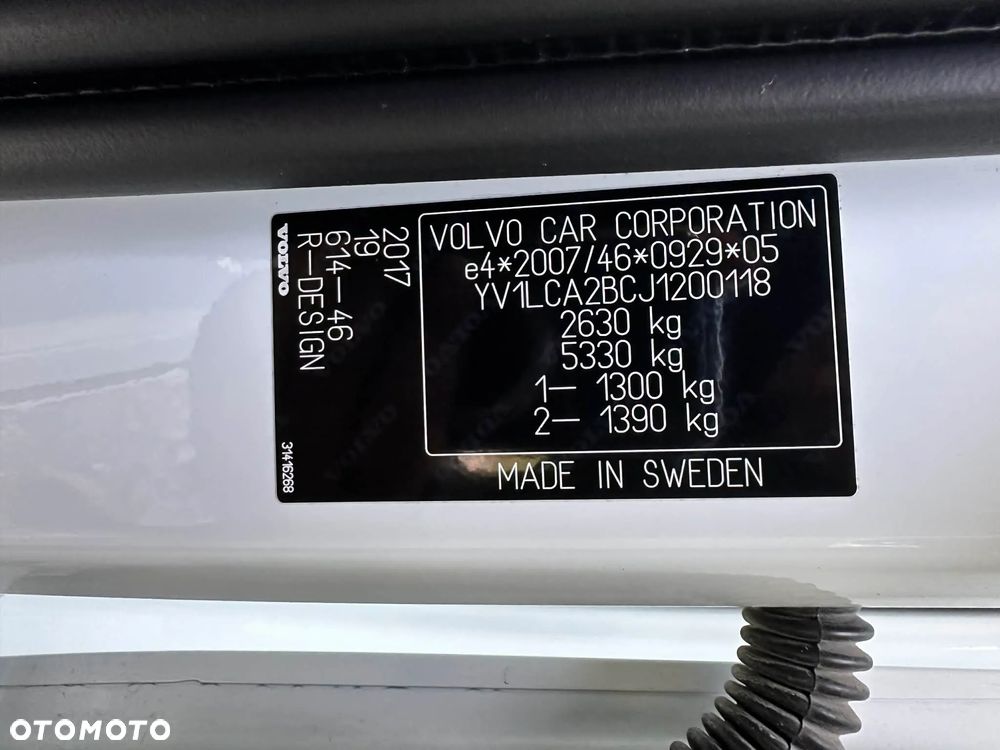 VOLVO CAR CORPORATION
e4*2007/46*0929*05
YV1LCA2BCJ1200118
2630 kg
5330 kg
1– 1300 kg
2– 1390 kg
MADE IN SWEDEN
VOLVO
2017
19
614–46
R–DESIGN
31416268
OTOMOTO